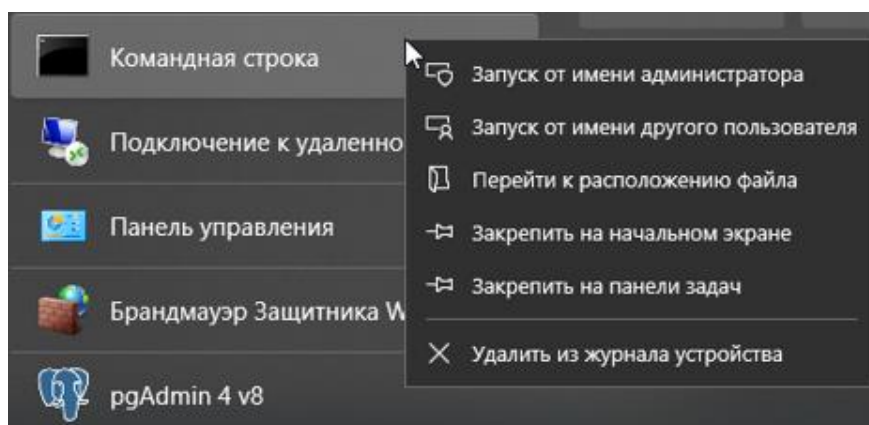 Командная строка
Подключение к удаленно
Панель управления
Брандмауэр Защитника W
pgAdmin 4 v8
Запуск от имени администратора
Запуск от имени другого пользователя
Перейти к расположению файла
Закрепить на начальном экране
Закрепить на панели задач
Удалить из журнала устройства